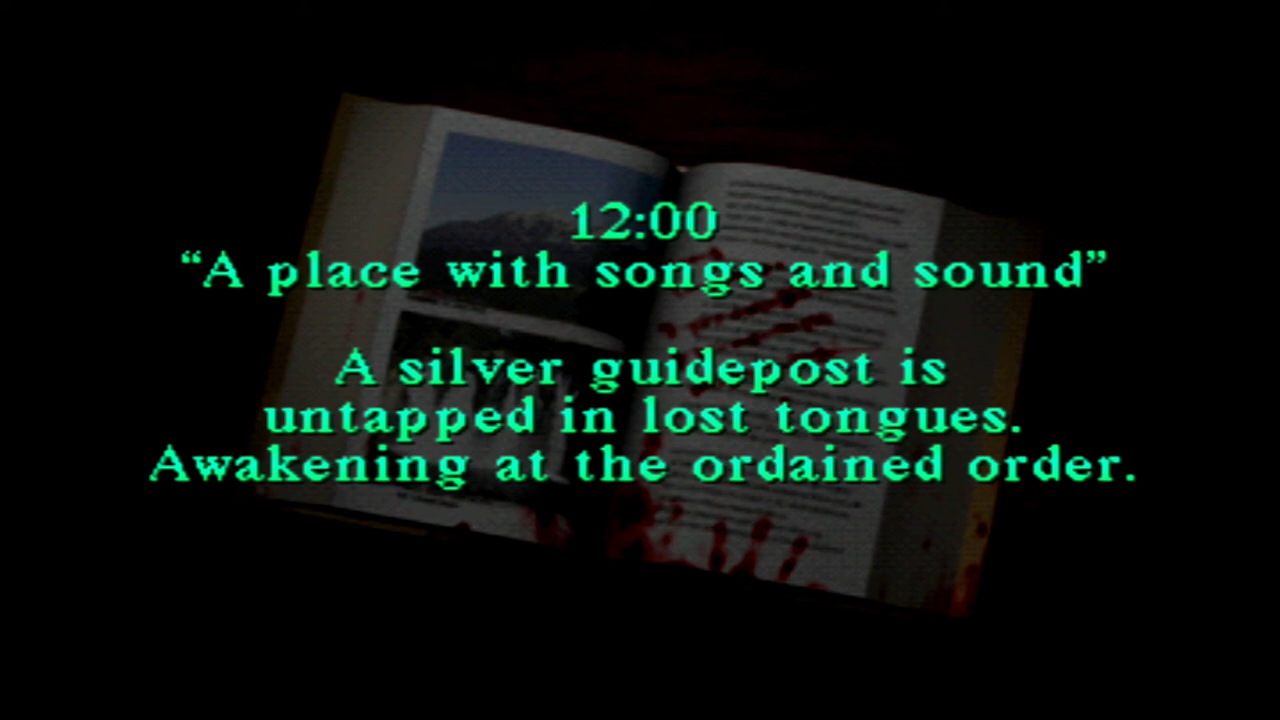 12:00
“A place with songs and sound”
A silver guidepost is
untapped in lost tongues.
Awakening at the ordained order.